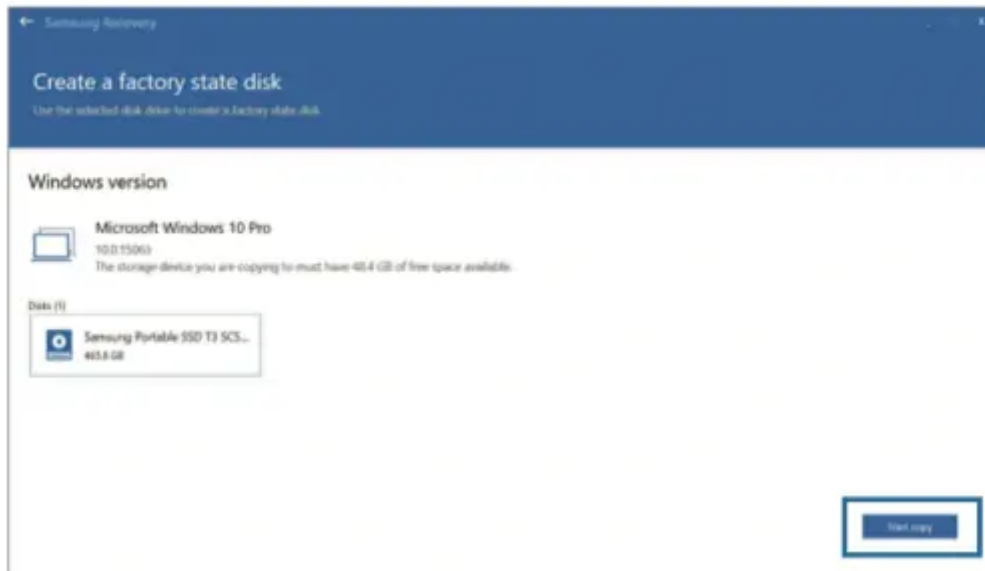 Samsung Recovery
Create a factory state disk
Use the selected disk drive to create a factory state disk.
Windows version
Microsoft Windows 10 Pro
10.0.15063
The storage device you are copying to must have 48.4 GB of free space available.
Disks (1)
Samsung Portable SSD T3 SCS...
465.8 GB
Start copy